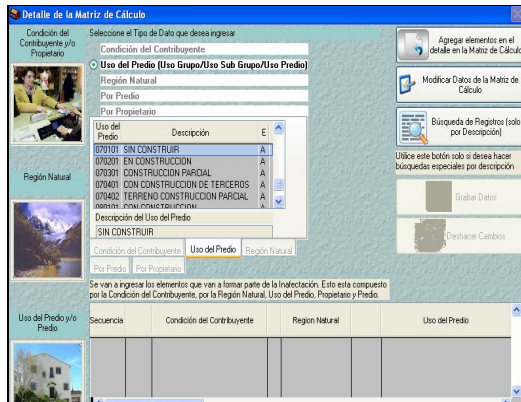 Detalle de la Matriz de Cálculo
Condición del
Contribuyente y/o
Propietario
Seleccione el Tipo de Dato que desea ingresar
Condición del Contribuyente
Uso del Predio (Uso Grupo/Uso Sub Grupo/Uso Predio)
Región Natural
Por Predio
Por Propietario
Uso del
Predio
Descripción
E
070101 SIN CONSTRUIR A
070201 EN CONSTRUCCION A
070301 CONSTRUCCION PARCIAL A
070401 CON CONSTRUCCION DE TERCEROS A
070402 TERRENO CONSTRUCCION PARCIAL A
080101 CON CONSTRUCCION A
Descripción del Uso del Predio
SIN CONSTRUIR
Condición del Contribuyente Uso del Predio Región Natural
Por Predio Por Propietario
Agregar elementos en el
detalle en la Matriz de Cálculo
Modificar Datos de la Matriz de
Cálculo
Búsqueda de Registros (solo
por Descripción)
Utilice este botón solo si desea hacer
búsquedas especiales por descripción
Grabar Datos
Deshacer Cambios
Región Natural
Se van a ingresar los elementos que van a formar parte de la Inafectación. Esto esta compuesto
por la Condición del Contribuyente, por la Región Natural, Uso del Predio, Propietario y Predio.
Uso del Predio y/o
Predio
Secuencia Condición del Contribuyente Region Natural Uso del Predio